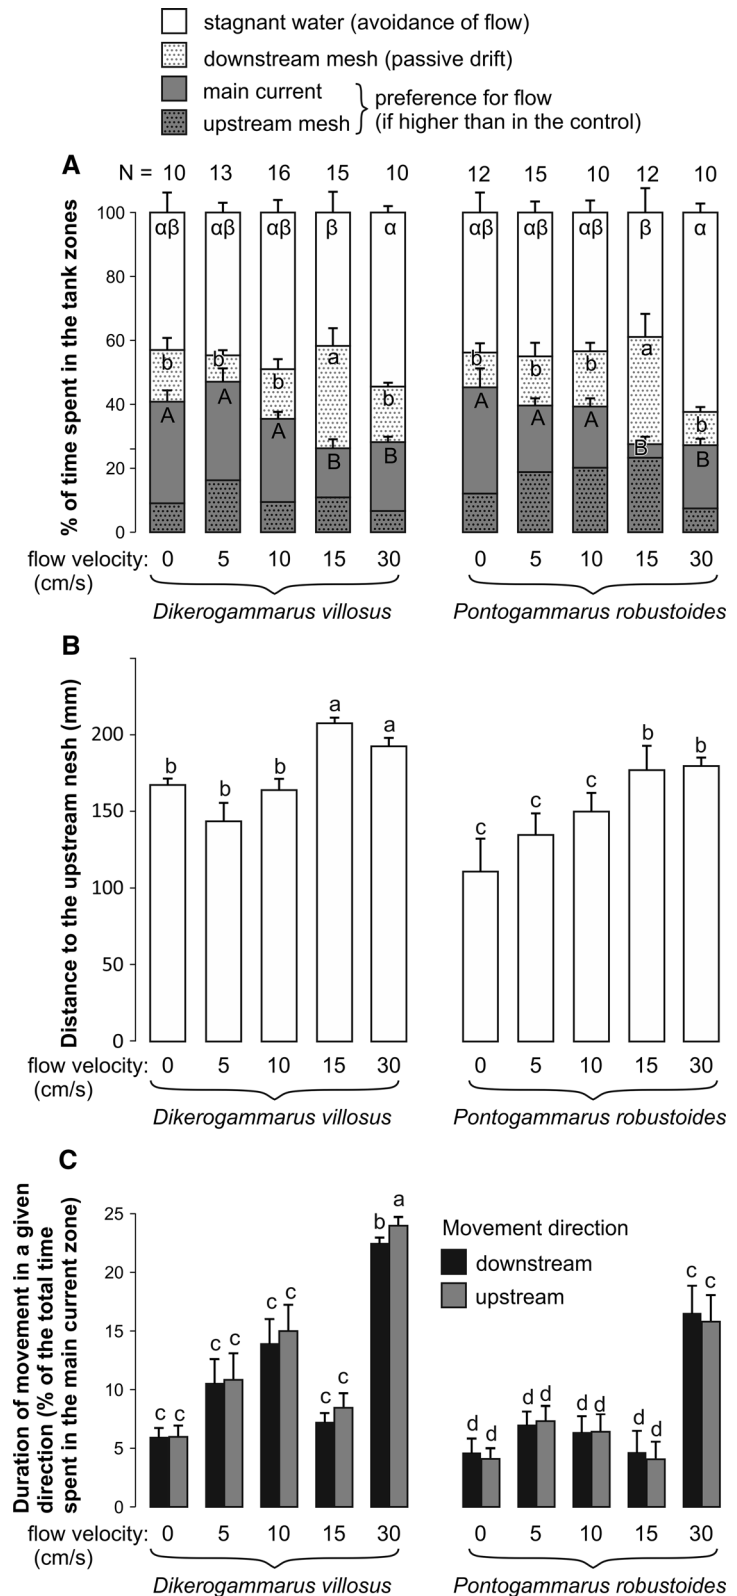 stagnant water (avoidance of flow)
downstream mesh (passive drift)
main current
upstream mesh
preference for flow
(if higher than in the control)
A
N = 10 13 16 15 10 12 15 10 12 10
% of time spent in the tank zones
100
80
60
40
20
0
αβ αβ αβ β α αβ αβ αβ β α
b b b a b b b b a b
A A A B B A A A B B
flow velocity: 0 5 10 15 30 0 5 10 15 30
(cm/s)
Dikerogammarus villosus Pontogammarus robustoides
B
Distance to the upstream nesh (mm)
200
150
100
50
0
b b b a a c c c b b
flow velocity: 0 5 10 15 30 0 5 10 15 30
(cm/s)
Dikerogammarus villosus Pontogammarus robustoides
C
Duration of movement in a given
direction (% of the total time
spent in the main current zone)
25
20
15
10
5
0
Movement direction
downstream
upstream
c c c c c c c c b a d d d d d d d d c c
flow velocity: 0 5 10 15 30 0 5 10 15 30
(cm/s)
Dikerogammarus villosus Pontogammarus robustoides